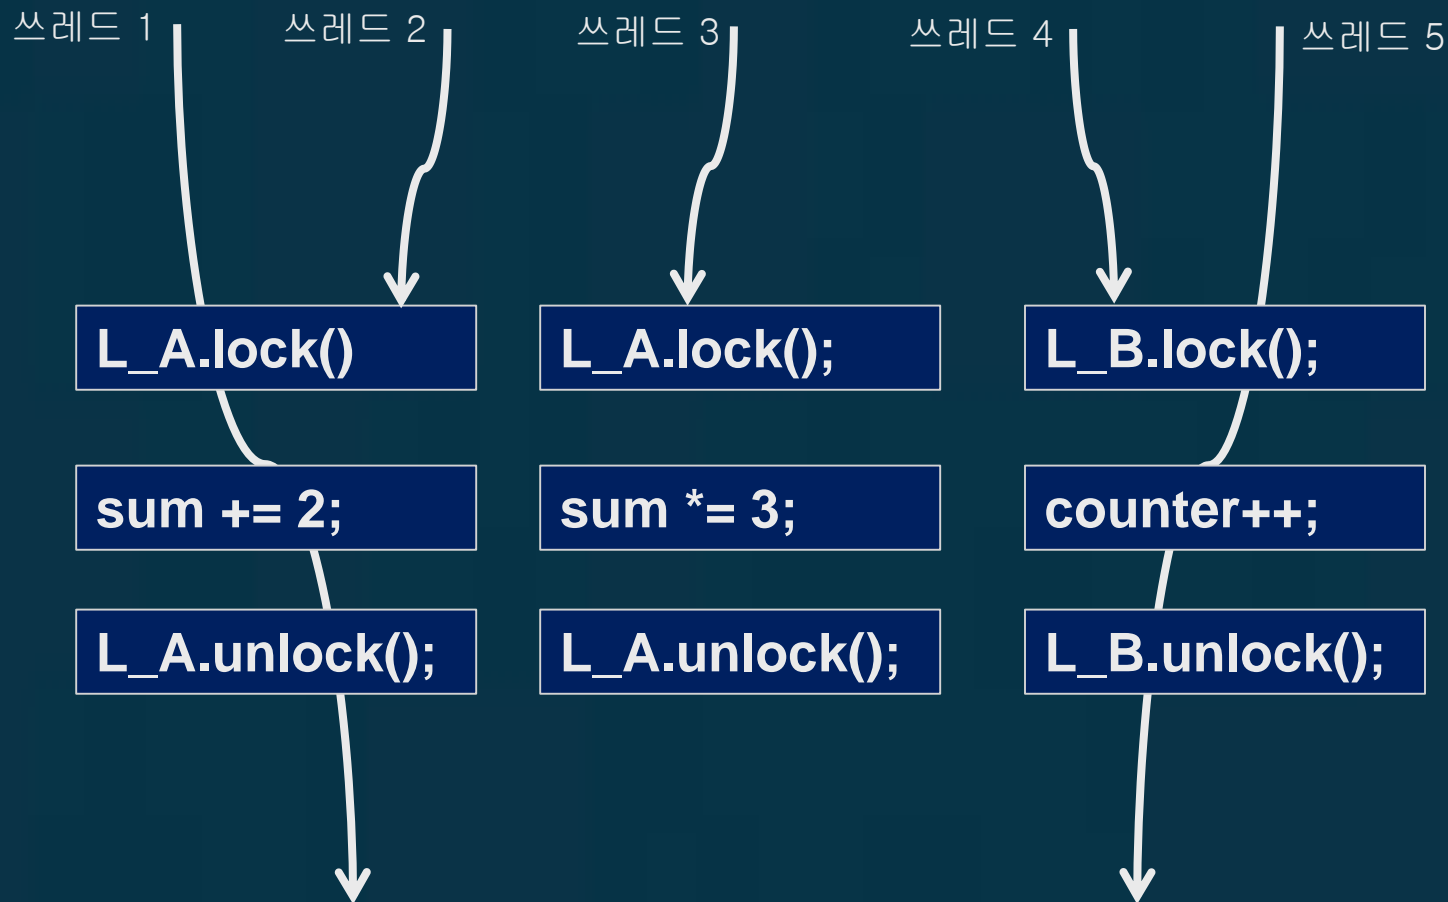 쓰레드 1
쓰레드 2
쓰레드 3
쓰레드 4
쓰레드 5
L_A.lock()
L_A.lock();
L_B.lock();
sum += 2;
sum *= 3;
counter++;
L_A.unlock();
L_A.unlock();
L_B.unlock();